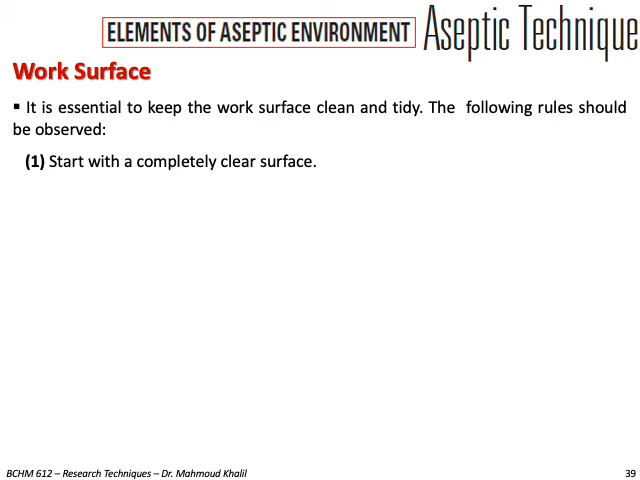 ELEMENTS OF ASEPTIC ENVIRONMENT
Aseptic Technique
Work Surface
▪ It is essential to keep the work surface clean and tidy. The following rules should
be observed:
(1) Start with a completely clear surface.
BCHM 612 – Research Techniques – Dr. Mahmoud Khalil
39